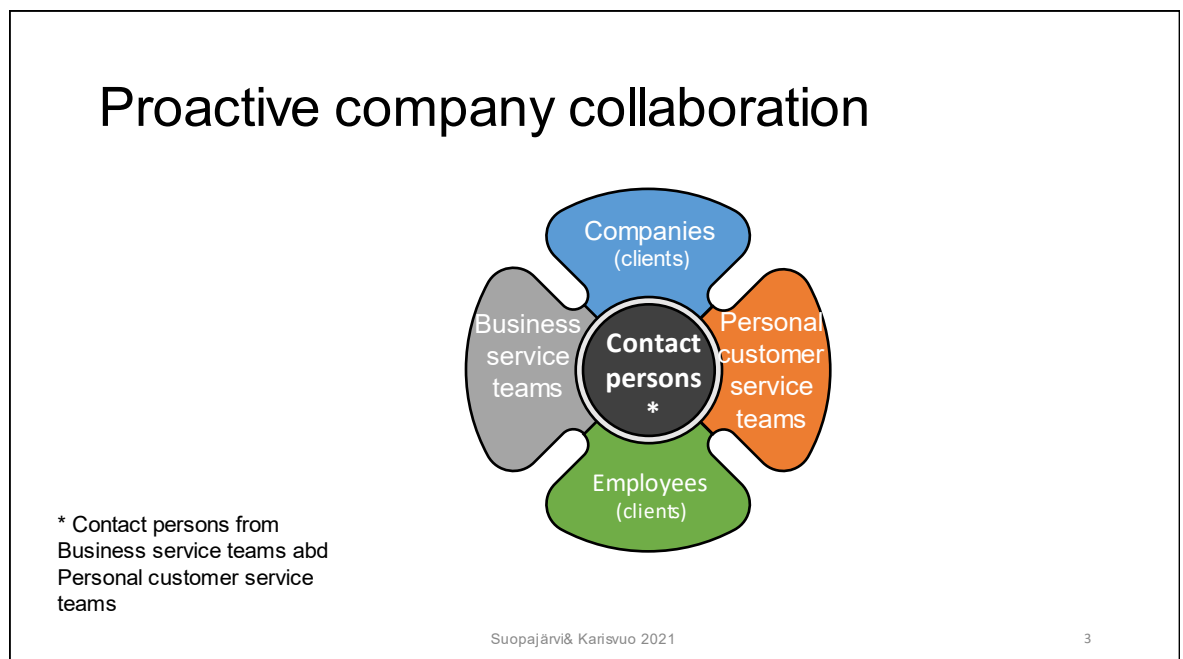 Proactive company collaboration
Companies
(clients)
Business
service
teams
Contact
persons
*
Personal
customer
service
teams
Employees
(clients)
* Contact persons from
Business service teams abd
Personal customer service
teams
Suopajärvi& Karisvuo 2021
3